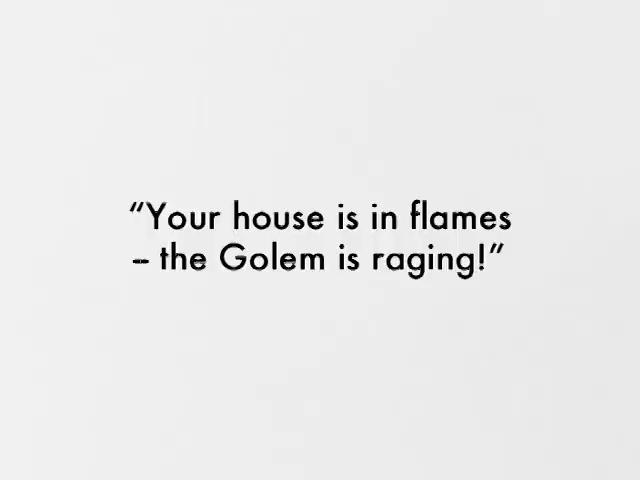 “Your house is in flames
– the Golem is raging!”